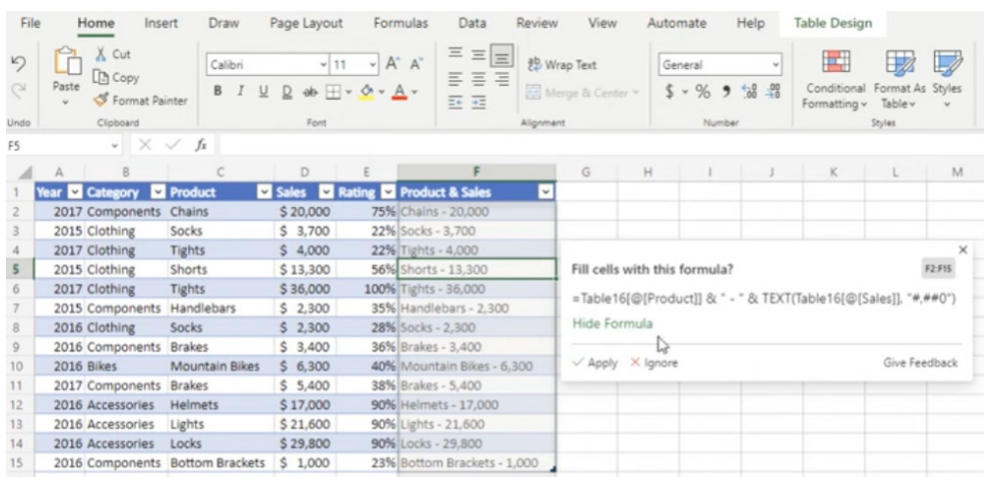 File Home Insert Draw Page Layout Formulas Data Review View Automate Help Table Design
Cut
Copy
Format Painter
Paste
Calibri 11 A^ A˅
B I U D ab A
Wrap Text
Merge & Center
General
$ % 9 .00 .00
Conditional Formatting
Format As Table
Styles
Undo Clipboard Font Alignment Number Styles
F5 fx
A B C D E F G H I J K L M
1 Year Category Product Sales Rating Product & Sales
2 2017 Components Chains $ 20,000 75% Chains - 20,000
3 2015 Clothing Socks $ 3,700 22% Socks - 3,700
4 2017 Clothing Tights $ 4,000 22% Tights - 4,000
5 2015 Clothing Shorts $ 13,300 56% Shorts - 13,300
6 2017 Clothing Tights $ 36,000 100% Tights - 36,000
7 2015 Components Handlebars $ 2,300 35% Handlebars - 2,300
8 2016 Clothing Socks $ 2,300 28% Socks - 2,300
9 2016 Components Brakes $ 3,400 36% Brakes - 3,400
10 2016 Bikes Mountain Bikes $ 6,300 40% Mountain Bikes - 6,300
11 2017 Components Brakes $ 5,400 38% Brakes - 5,400
12 2016 Accessories Helmets $ 17,000 90% Helmets - 17,000
13 2016 Accessories Lights $ 21,600 90% Lights - 21,600
14 2016 Accessories Locks $ 29,800 90% Locks - 29,800
15 2016 Components Bottom Brackets $ 1,000 23% Bottom Brackets - 1,000
Fill cells with this formula? F2:F15
=Table16[@[Product]] & " - " & TEXT(Table16[@[Sales]], "#,##0")
Hide Formula
Apply Ignore Give Feedback